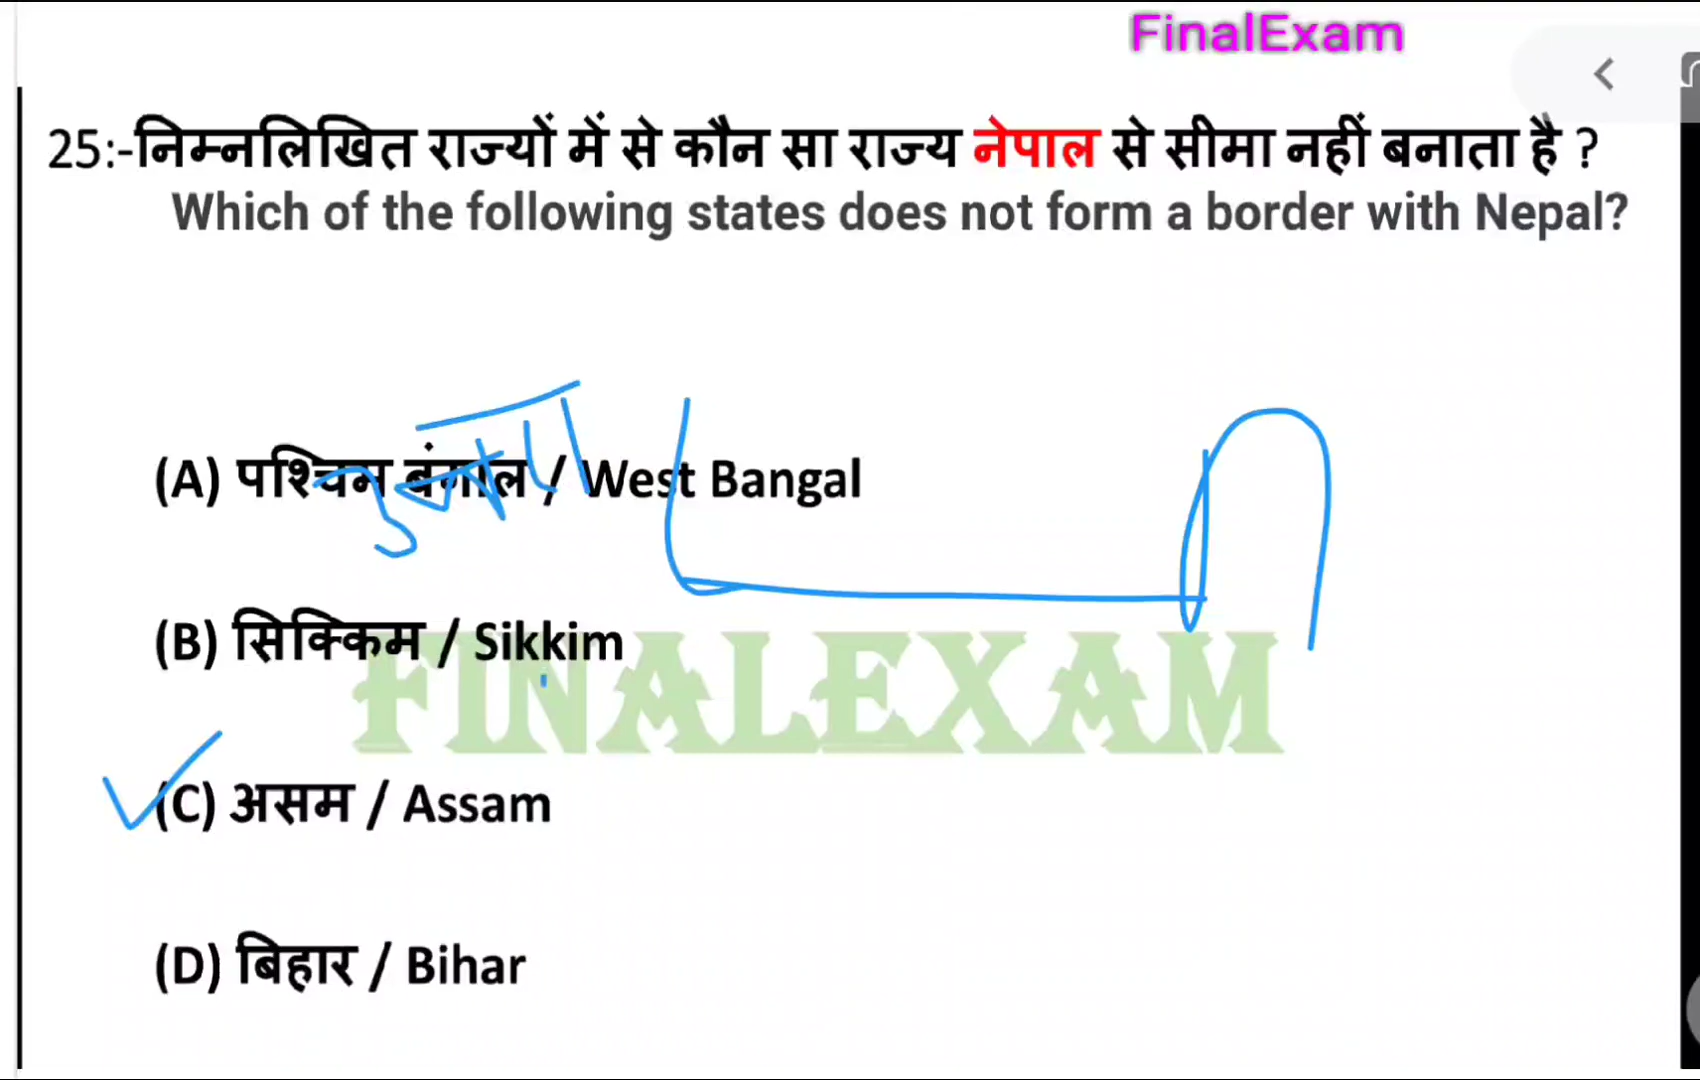 FinalExam
25:-निम्नलिखित राज्यों में से कौन सा राज्य नेपाल से सीमा नहीं बनाता है ?
Which of the following states does not form a border with Nepal?
(A) पश्चिम बंगाल / West Bangal
(B) सिक्किम / Sikkim
FINALEXAM
(C) असम / Assam
(D) बिहार / Bihar